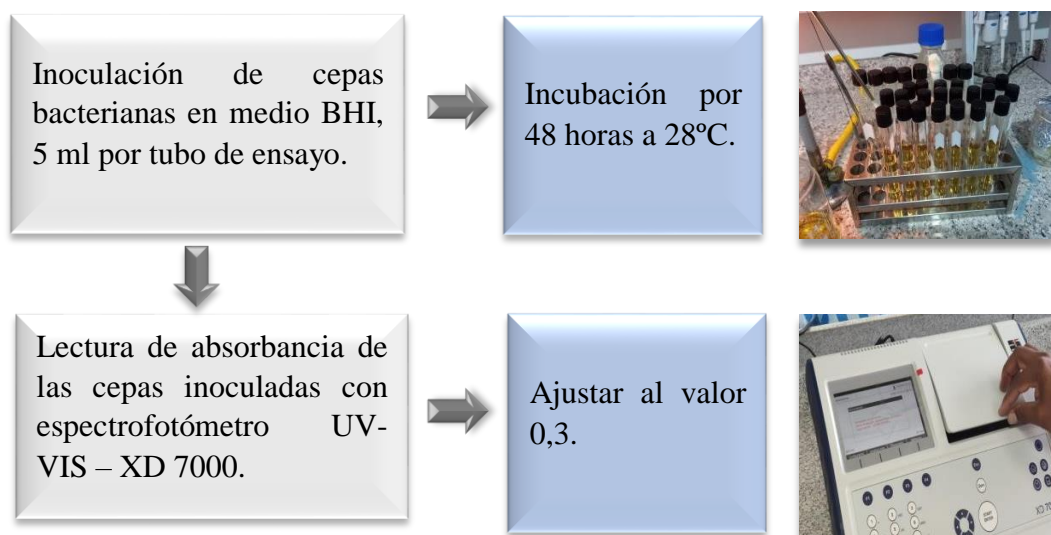 Inoculación de cepas
bacterianas en medio BHI,
5 ml por tubo de ensayo.
Incubación por
48 horas a 28ºC.
Lectura de absorbancia de
las cepas inoculadas con
espectrofotómetro UV-
VIS – XD 7000.
Ajustar al valor
0,3.